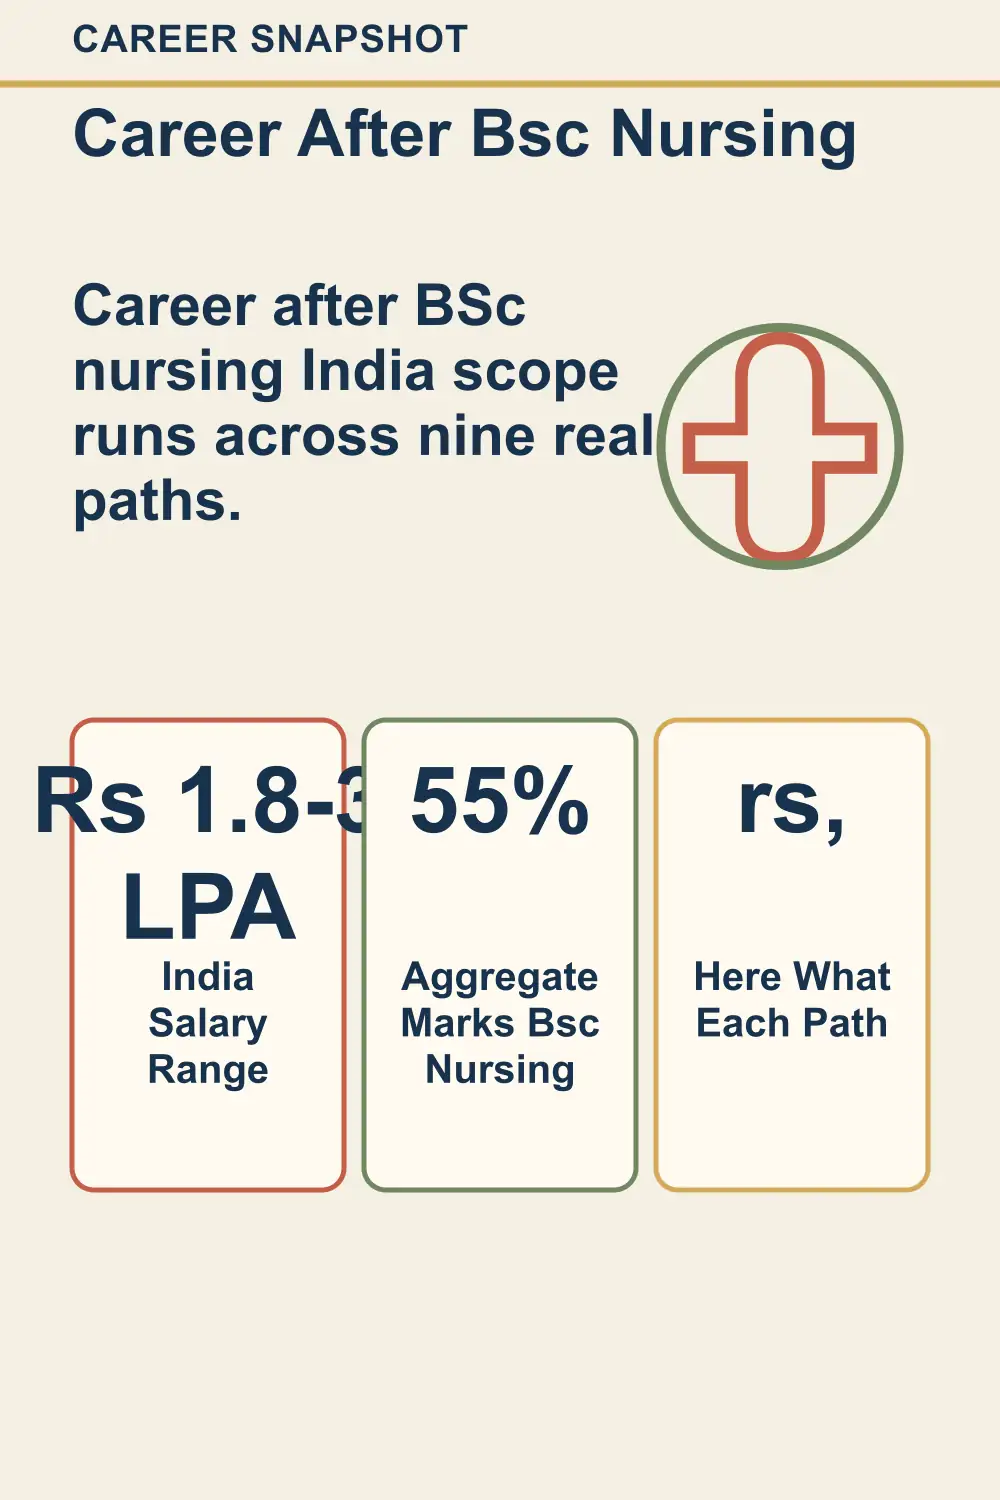 CAREER SNAPSHOT
Career After Bsc Nursing
Career after BSc
nursing India scope
runs across nine real
paths.
Rs 1.8-3
LPA
India
Salary
Range
55%
Aggregate
Marks Bsc
Nursing
rs,
Here What
Each Path